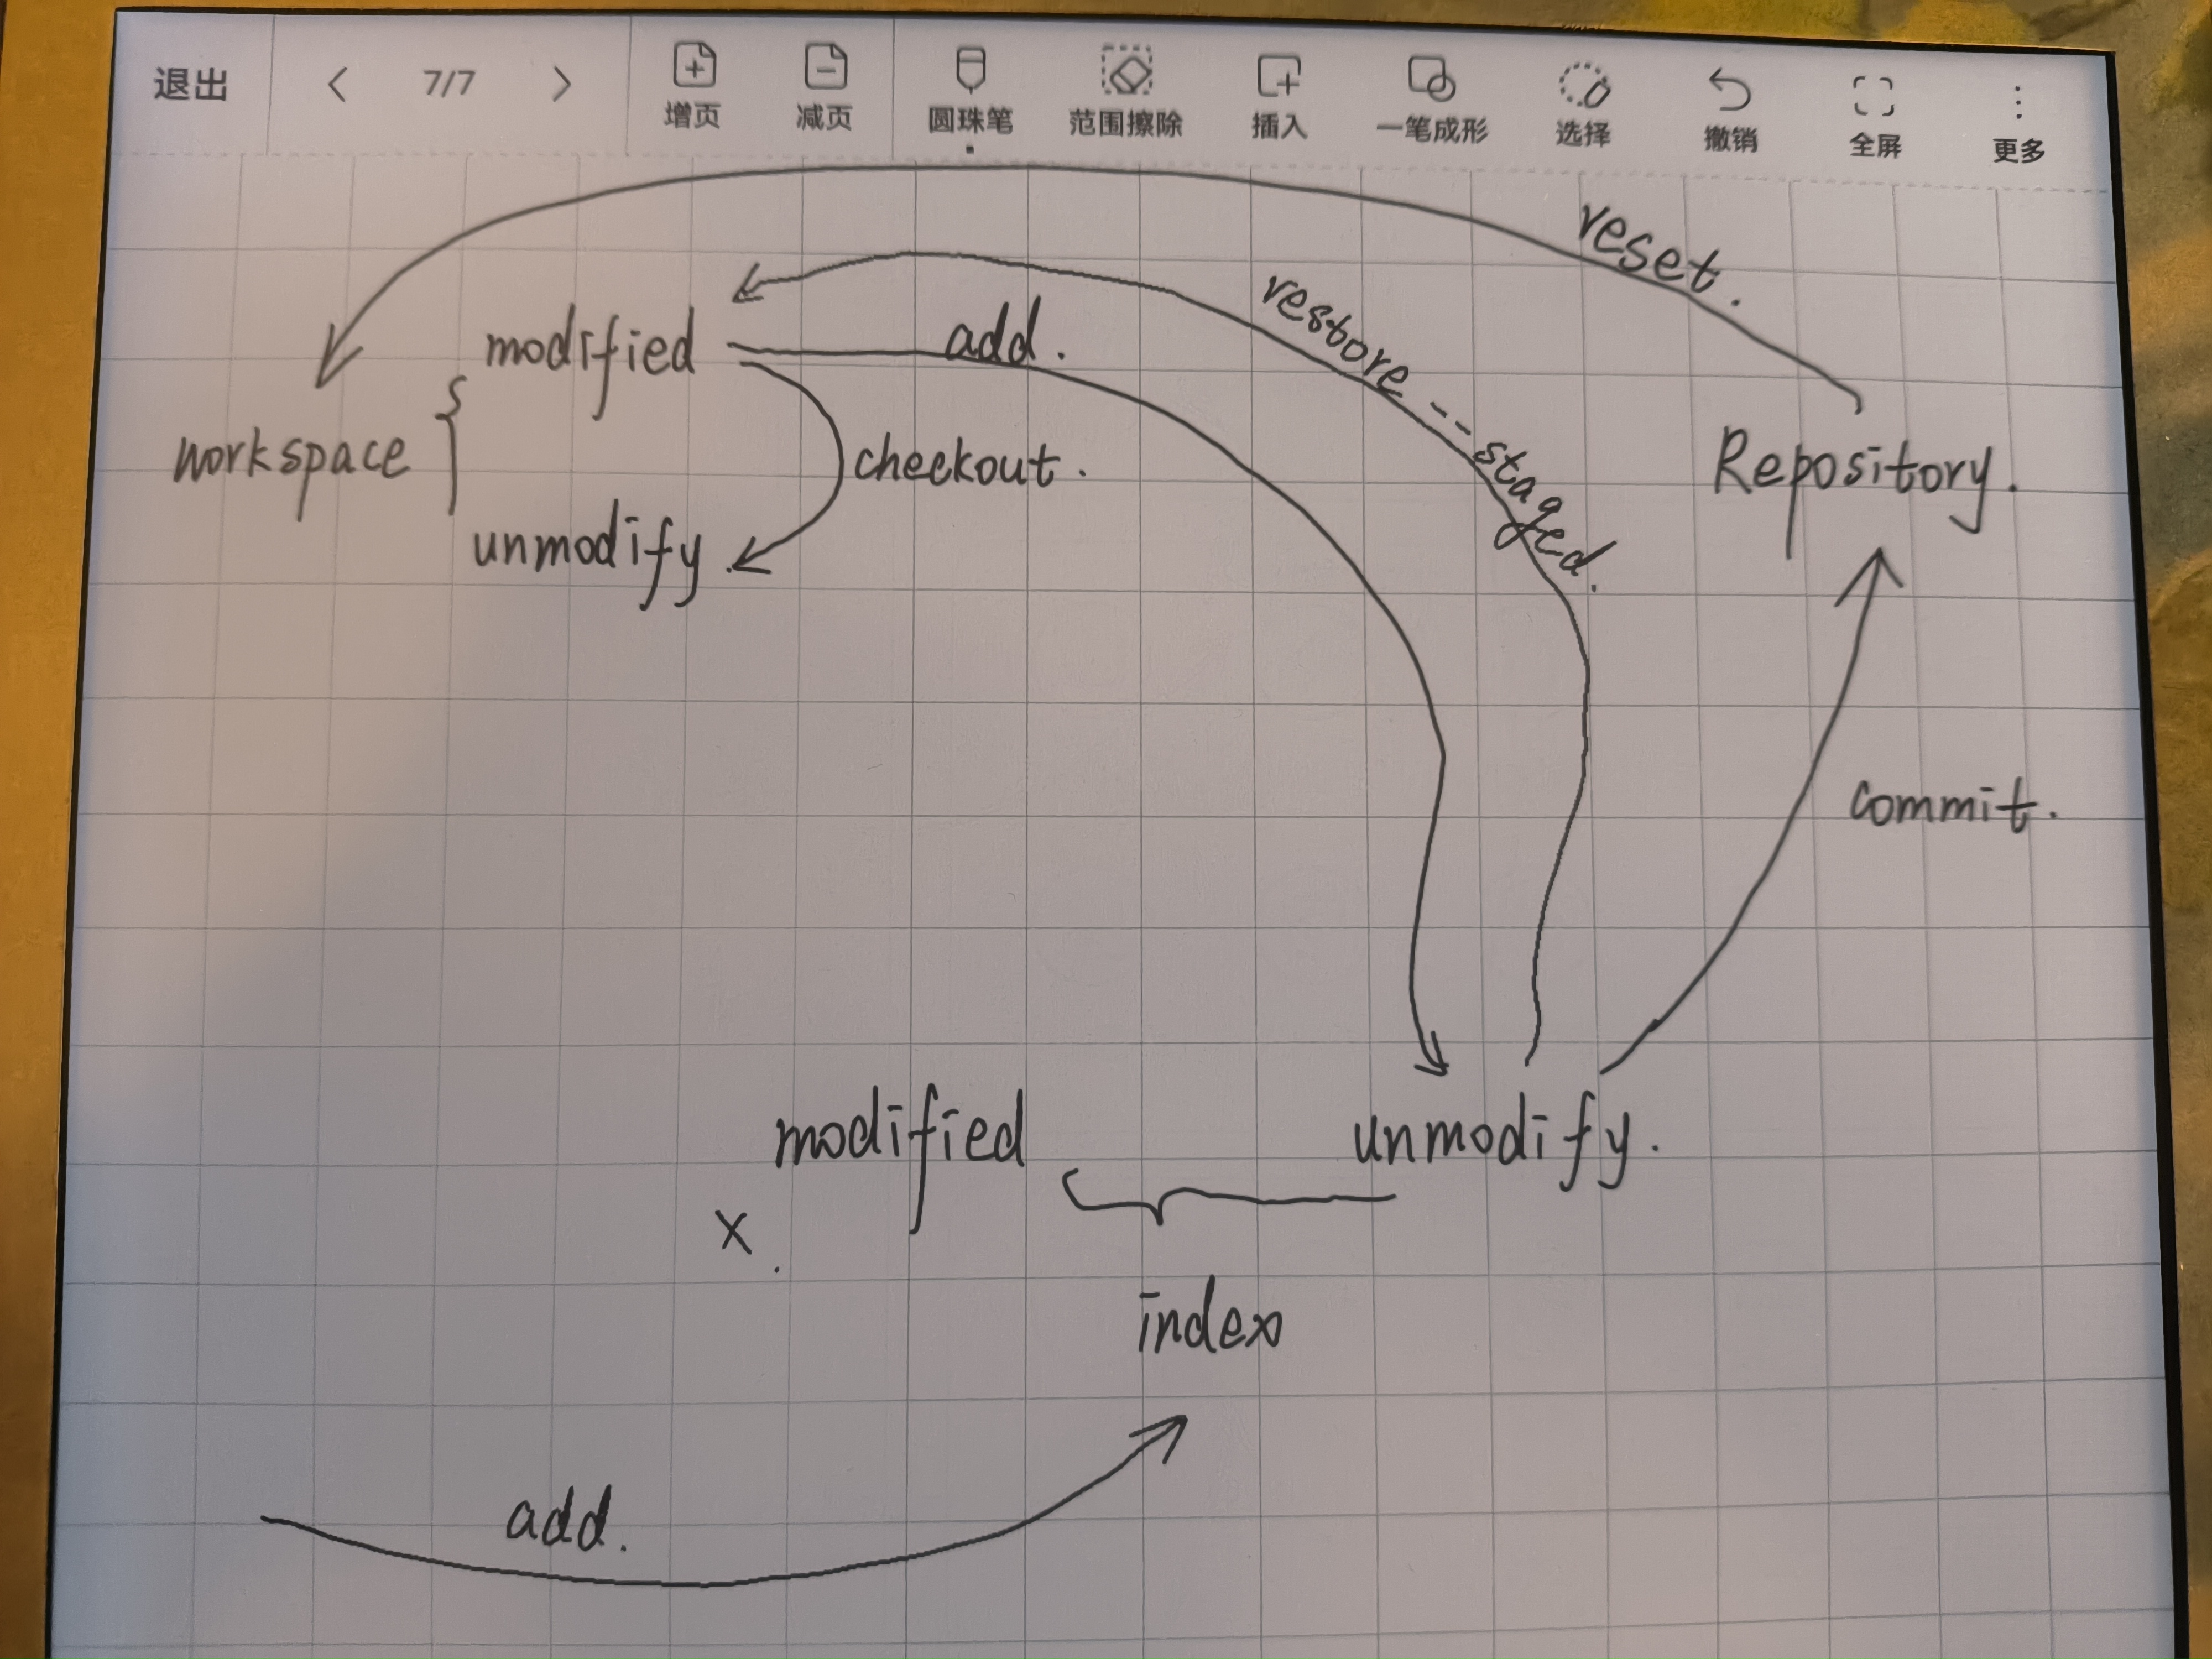 退出
7/7
增页
减页
圆珠笔
范围擦除
插入
一笔成形
选择
撤销
全屏
更多
reset.
restore --staged.
modified
add.
workspace
checkout.
Repository.
unmodify.
commit.
modified
unmodify.
x.
index
add.